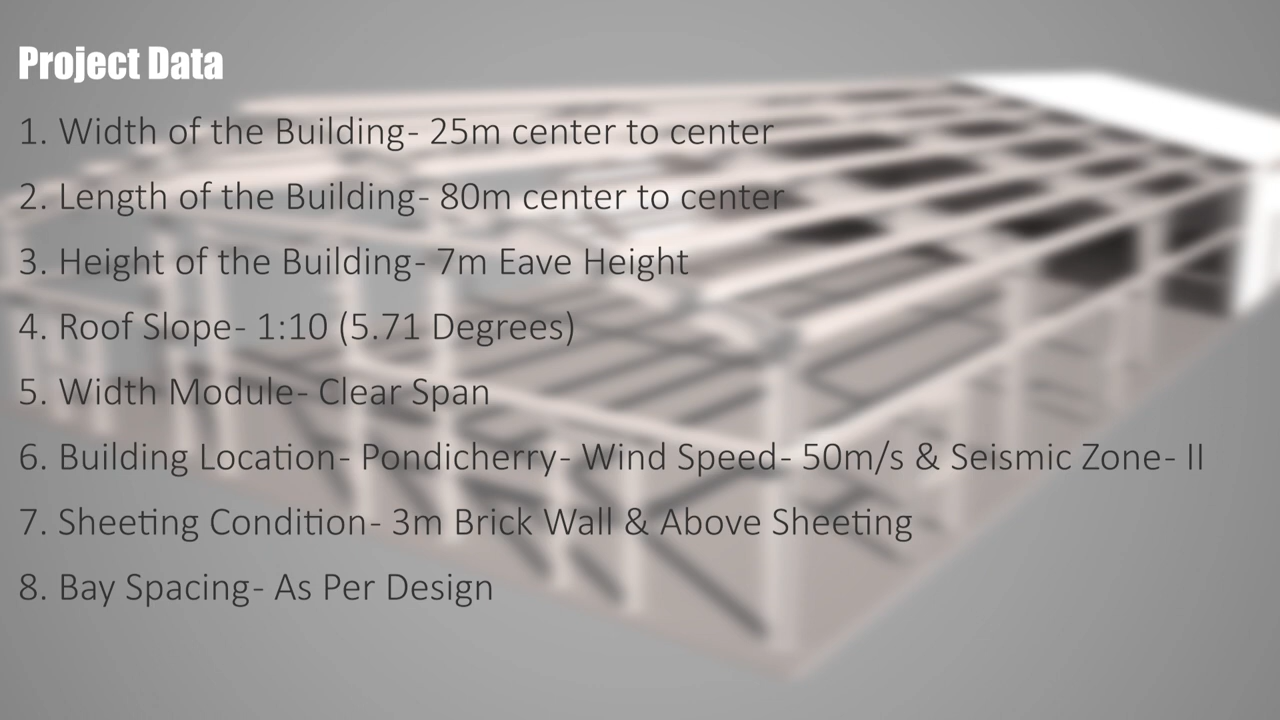 Project Data
1. Width of the Building- 25m center to center
2. Length of the Building- 80m center to center
3. Height of the Building- 7m Eave Height
4. Roof Slope- 1:10 (5.71 Degrees)
5. Width Module- Clear Span
6. Building Location- Pondicherry- Wind Speed- 50m/s & Seismic Zone- II
7. Sheeting Condition- 3m Brick Wall & Above Sheeting
8. Bay Spacing- As Per Design